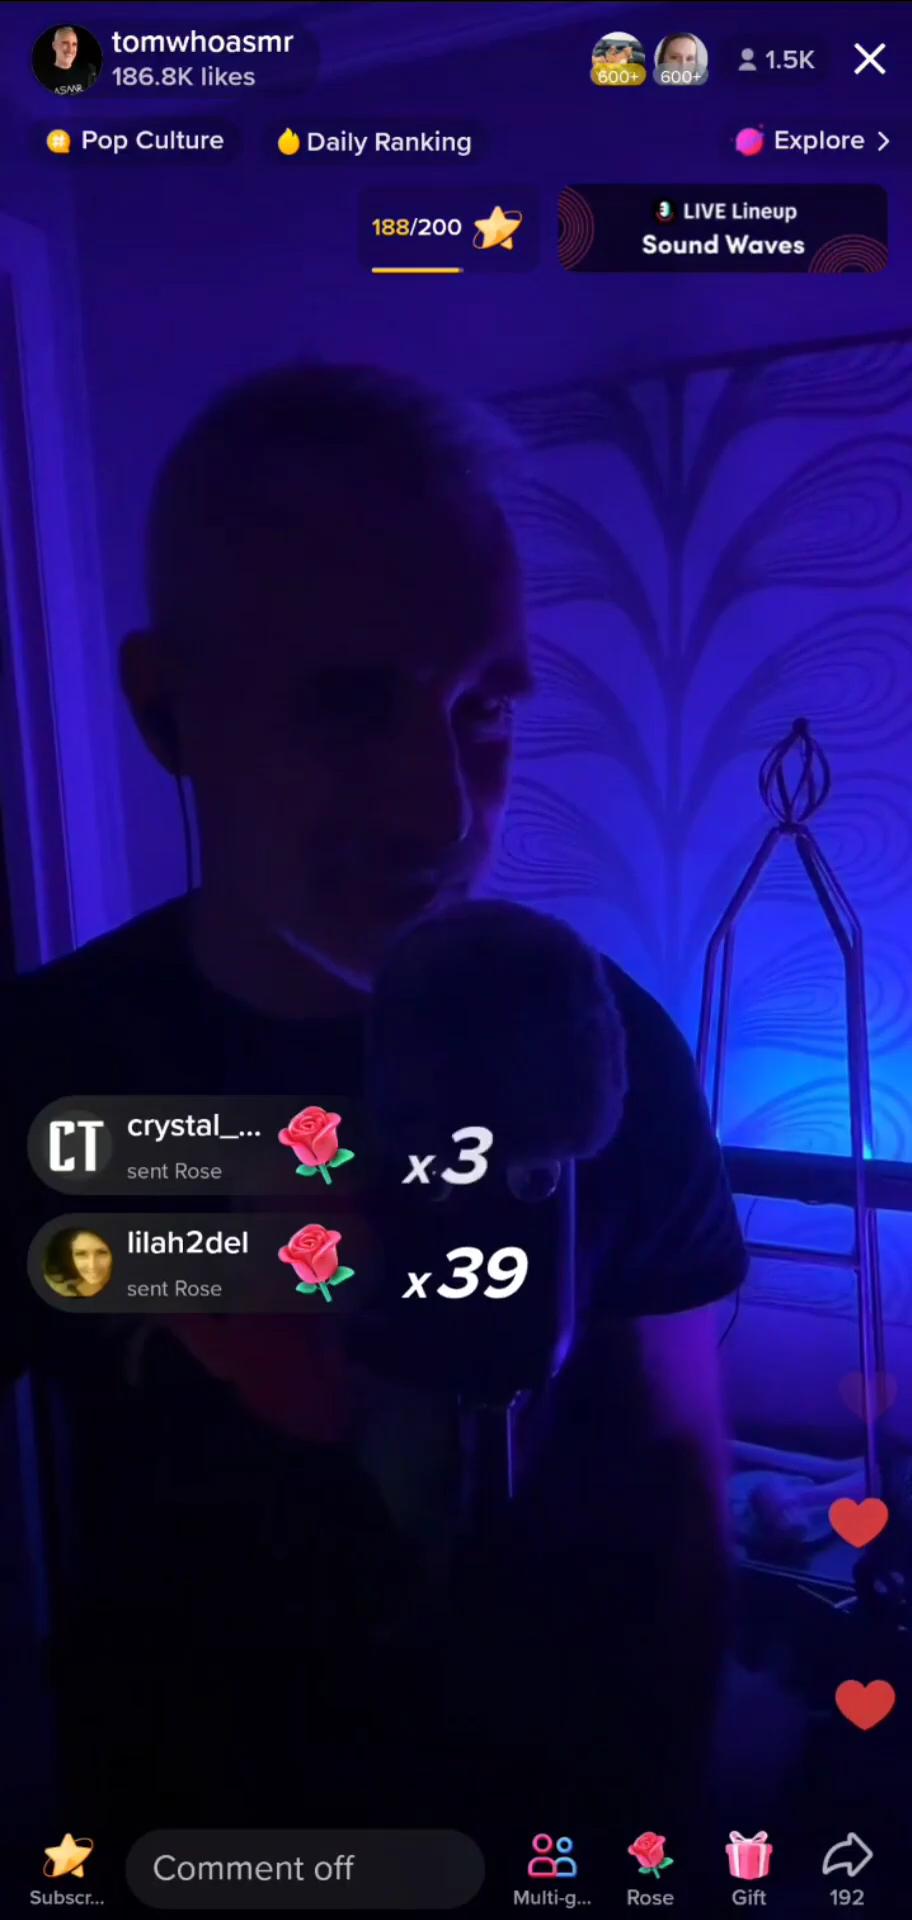 tomwhoasmr
186.8K likes
ASMR
600+
600+
1.5K
Pop Culture
Daily Ranking
Explore >
188/200
LIVE Lineup
Sound Waves
CT
crystal_...
sent Rose
x3
lilah2del
sent Rose
x39
Subscr...
Comment off
Multi-g...
Rose
Gift
192